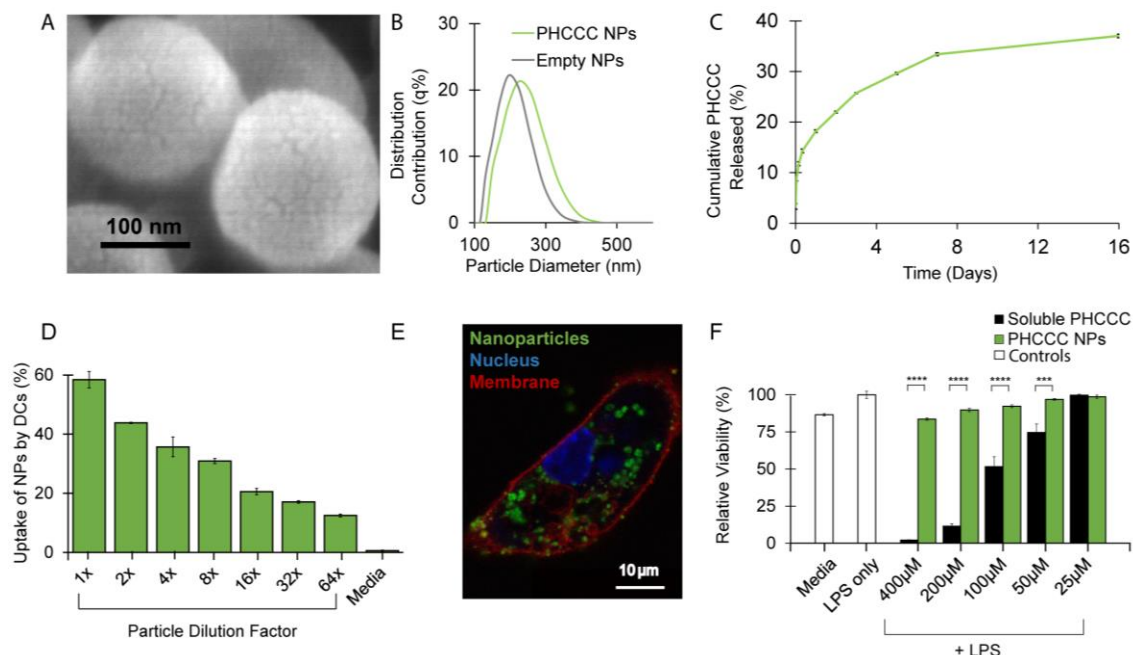 A
100 nm
B
PHCCC NPs
Empty NPs
Distribution
Contribution (q%)
30
20
10
0
100 300 500
Particle Diameter (nm)
C
Cumulative PHCCC
Released (%)
40
30
20
10
0
0 4 8 12 16
Time (Days)
D
Uptake of NPs by DCs (%)
60
40
20
0
1x 2x 4x 8x 16x 32x 64x Media
Particle Dilution Factor
E
Nanoparticles
Nucleus
Membrane
10 µm
F
Soluble PHCCC
PHCCC NPs
Controls
**** **** **** ***
Relative Viability (%)
100
75
50
25
0
Media LPS only 400µM 200µM 100µM 50µM 25µM
+ LPS